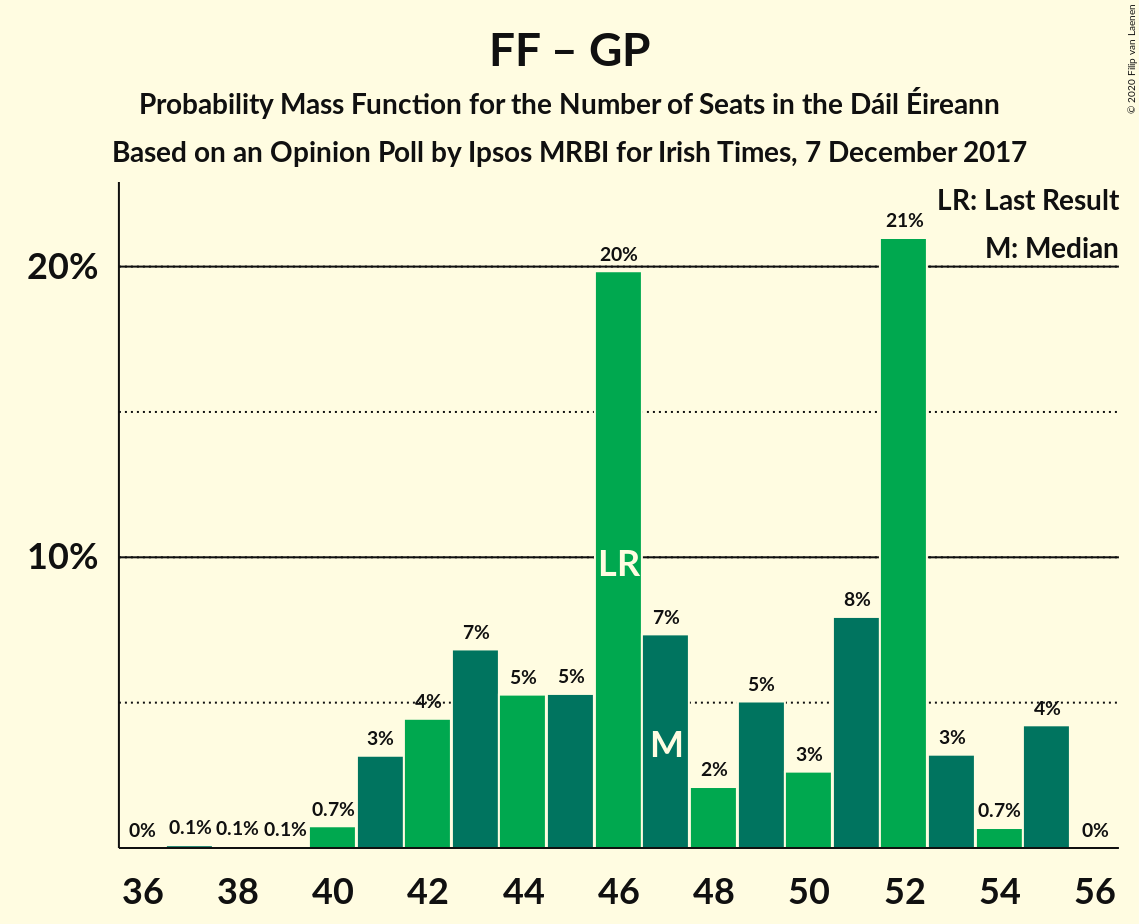 FF – GP
Probability Mass Function for the Number of Seats in the Dáil Éireann
Based on an Opinion Poll by Ipsos MRBI for Irish Times, 7 December 2017
© 2020 Filip van Laenen
LR: Last Result
M: Median
20%
10%
0%
0.1%
0.1%
0.1%
0.7%
3%
4%
7%
5%
5%
20%
7%
2%
5%
3%
8%
21%
3%
0.7%
4%
0%
LR
M
36 38 40 42 44 46 48 50 52 54 56